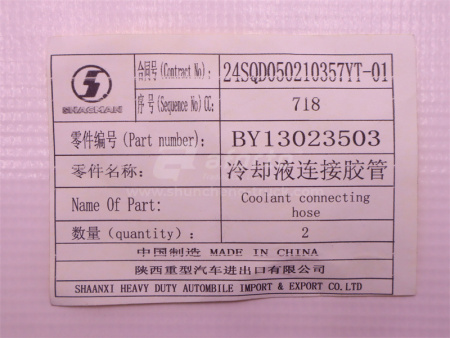 合同号(Contract No): 24SQD050210357YT-01
SHACMAN
序号(Sequence No)
718
零件编号(Part number): BY13023503
零件名称: 冷却液连接胶管
Name Of Part: Coolant connecting
hose
数量(quantity): 2
中国制造 MADE IN CHINA
陕西重型汽车进出口有限公司
SHAANXI HEAVY DUTY AUTOMBILE IMPORT & EXPORT CO.LTD